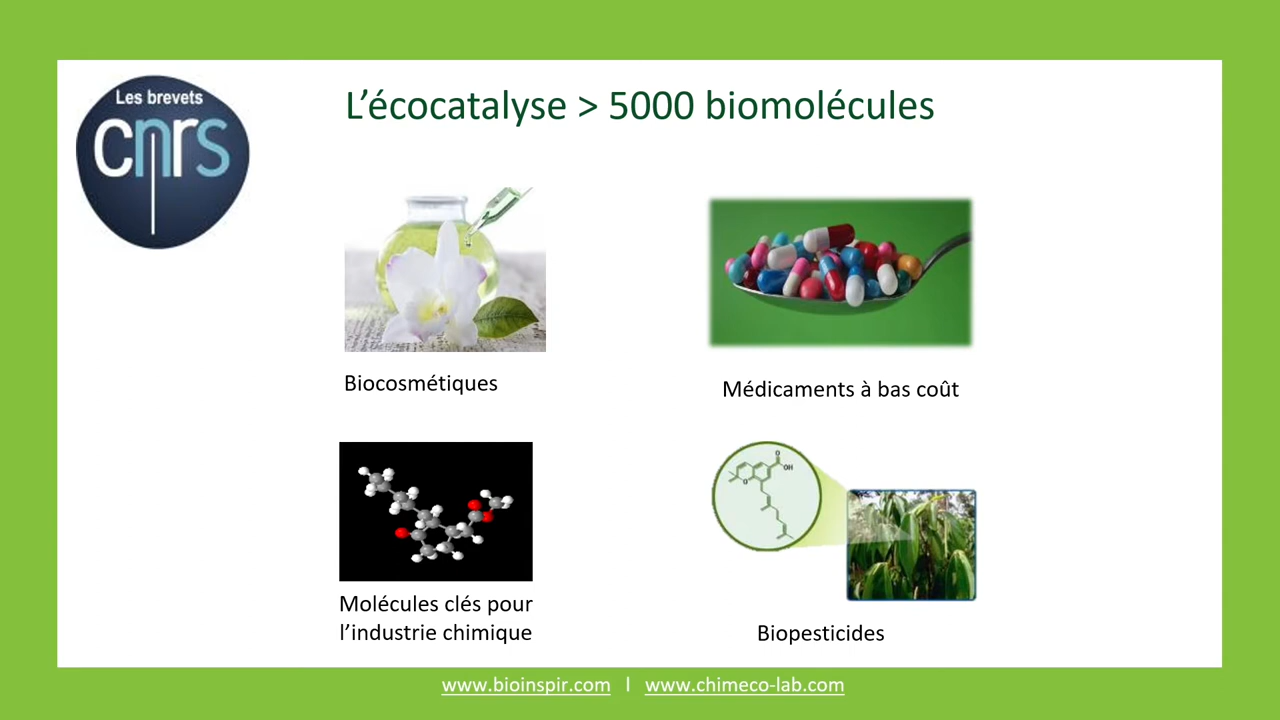 Les brevets
cnrs
L’écocatalyse > 5000 biomolécules
Biocosmétiques
Médicaments à bas coût
O
OH
O
Molécules clés pour
l’industrie chimique
Biopesticides
www.bioinspir.com | www.chimeco-lab.com